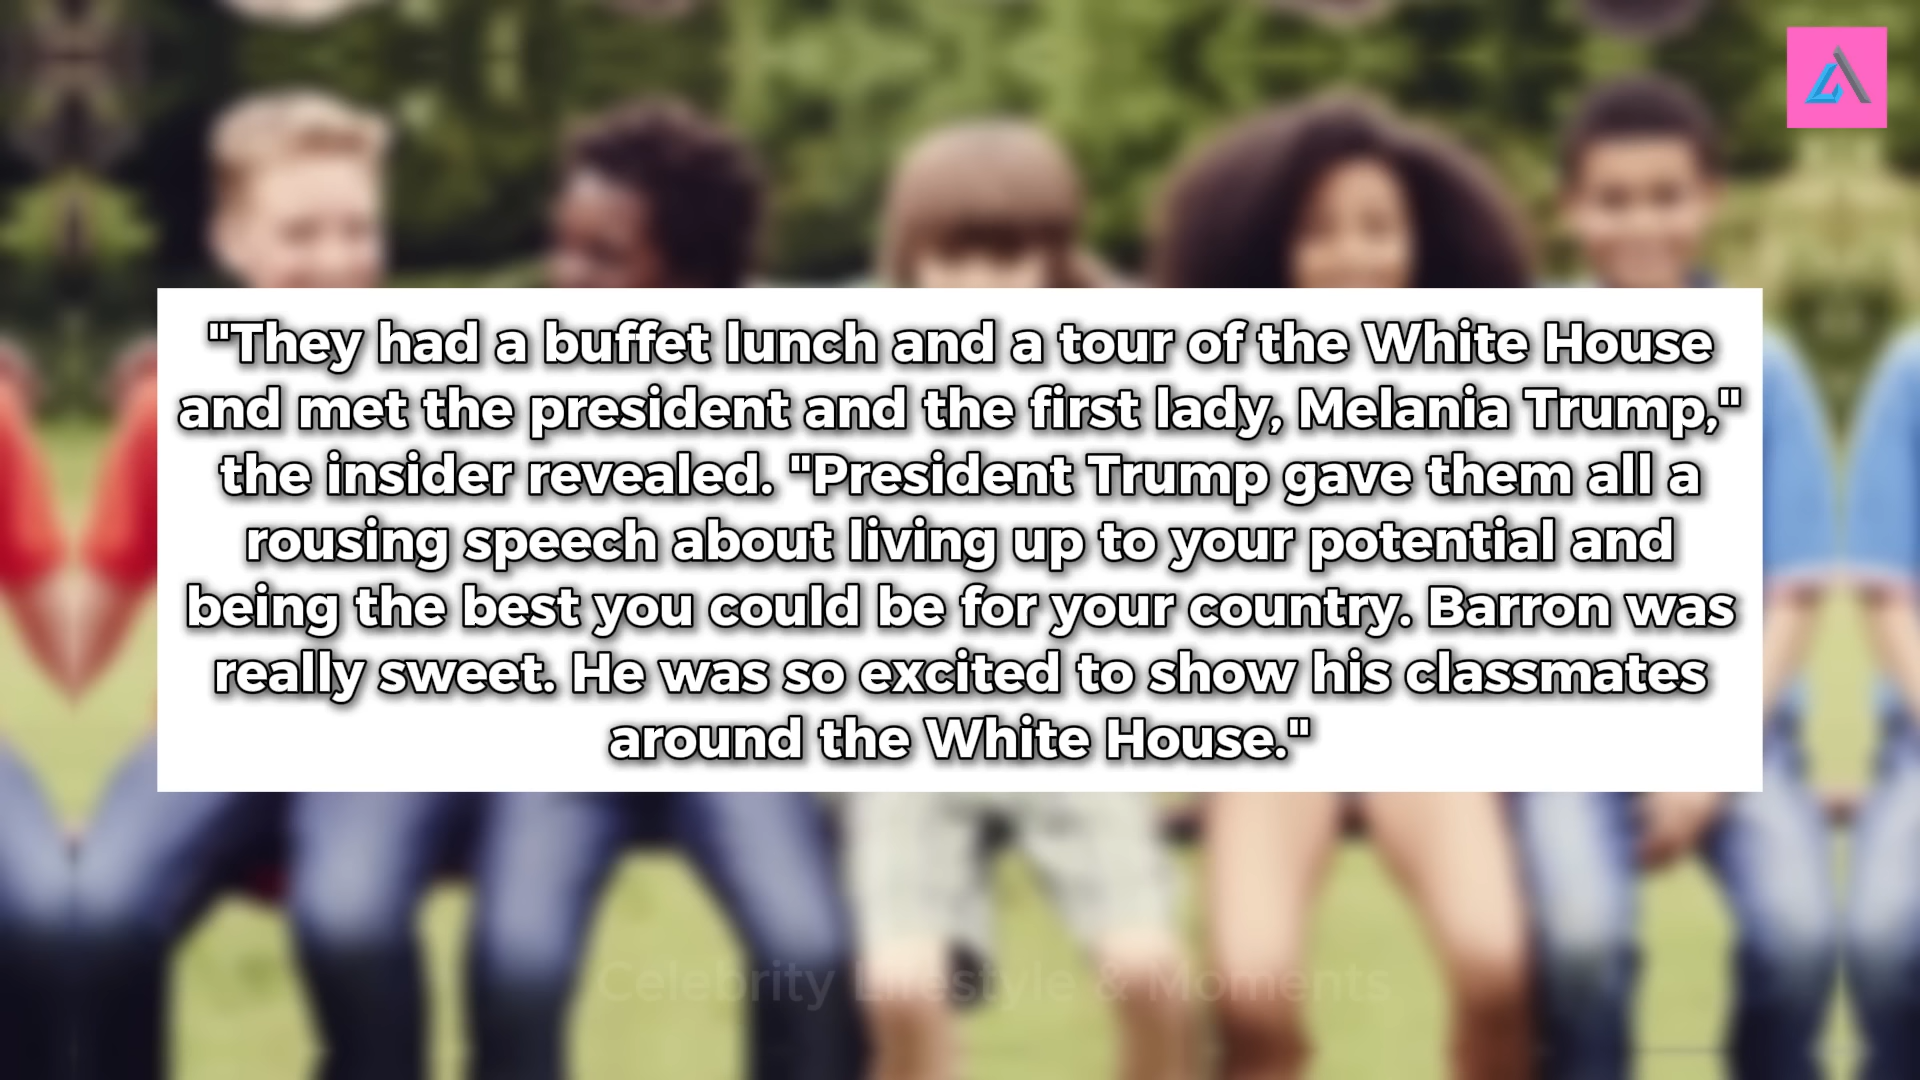 "They had a buffet lunch and a tour of the White House
and met the president and the first lady, Melania Trump,"
the insider revealed. "President Trump gave them all a
rousing speech about living up to your potential and
being the best you could be for your country. Barron was
really sweet. He was so excited to show his classmates
around the White House."
Celebrity Lifestyle & Moments